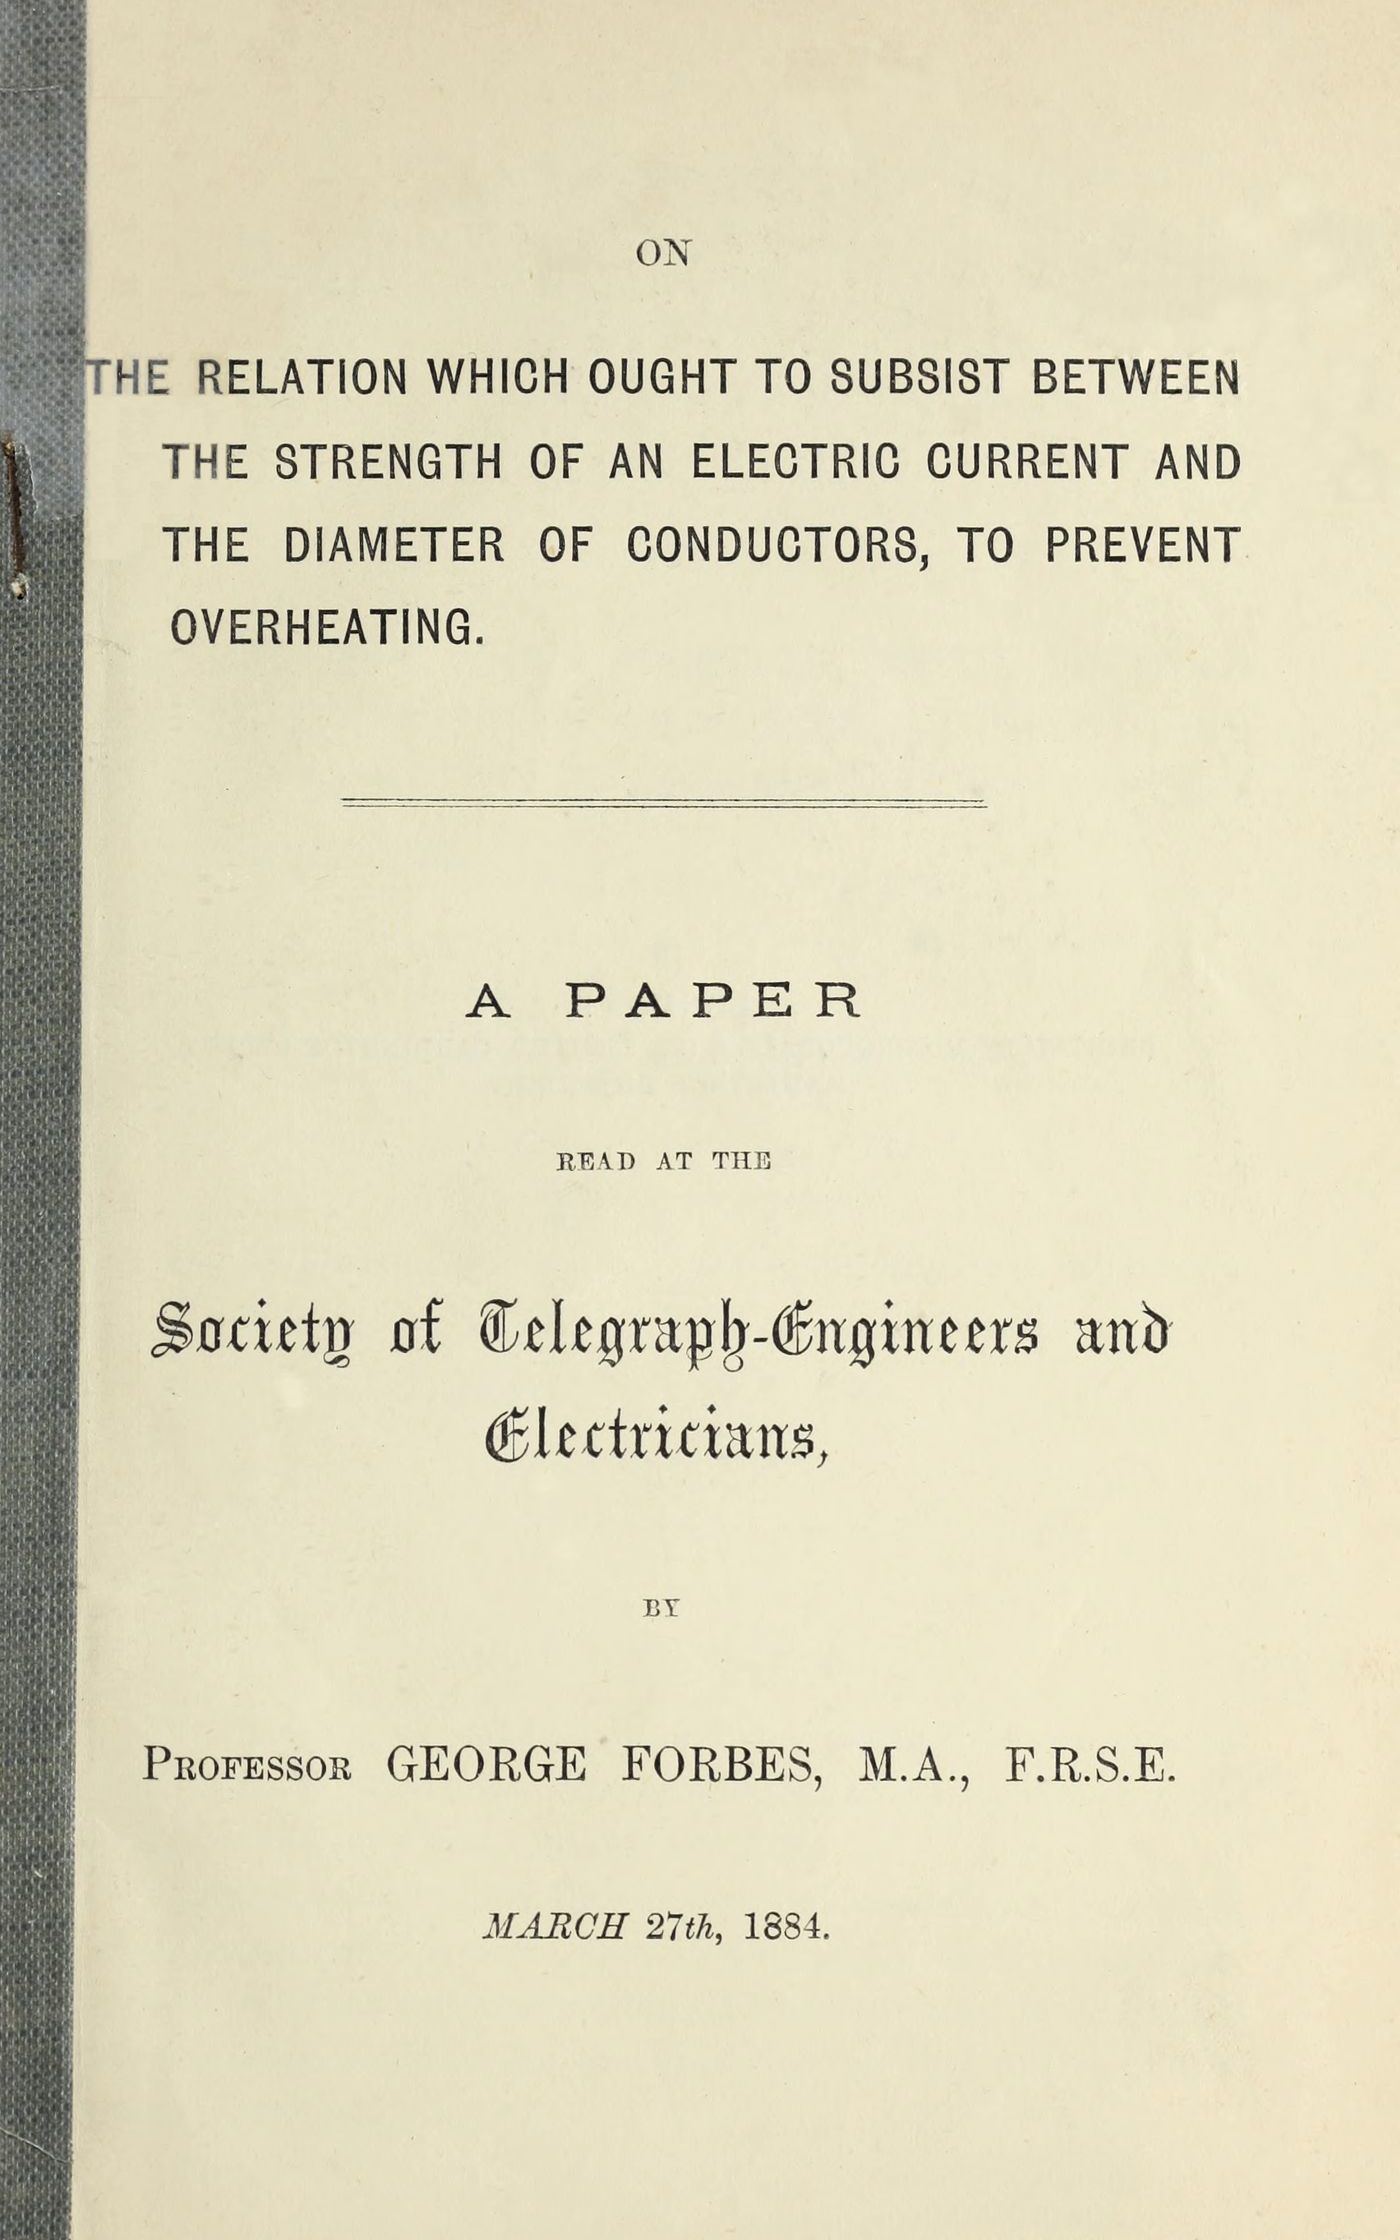 ON
THE RELATION WHICH OUGHT TO SUBSIST BETWEEN
THE STRENGTH OF AN ELECTRIC CURRENT AND
THE DIAMETER OF CONDUCTORS, TO PREVENT
OVERHEATING.
A PAPER
READ AT THE
Society of Telegraph-Engineers and
Electricians,
BY
PROFESSOR GEORGE FORBES, M.A., F.R.S.E.
MARCH 27th, 1884.